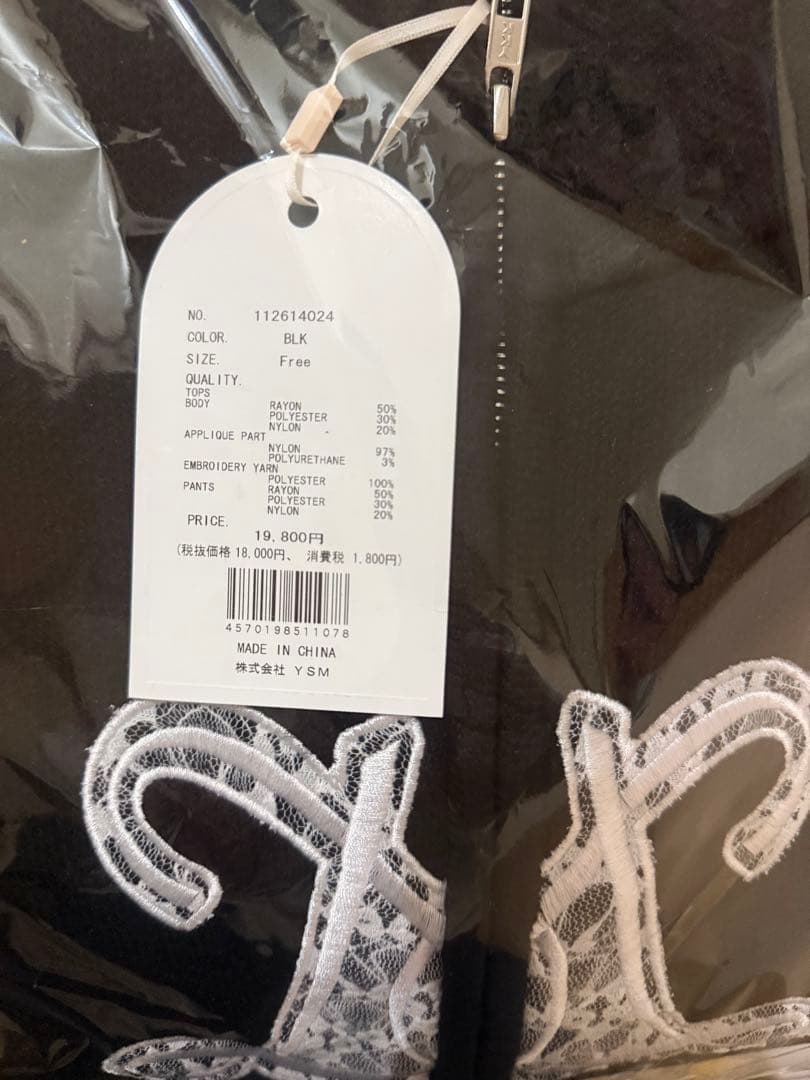 NO. 112614024
COLOR. BLK
SIZE. Free
QUALITY.
TOPS
BODY RAYON 50%
POLYESTER 30%
NYLON 20%
APPLIQUE PART
NYLON 97%
POLYURETHANE 3%
EMBROIDERY YARN
POLYESTER 100%
PANTS RAYON 50%
POLYESTER 30%
NYLON 20%
PRICE.
19,800円
(税抜価格 18,000円、 消費税 1,800円)
4570198511078
MADE IN CHINA
株式会社 YSM